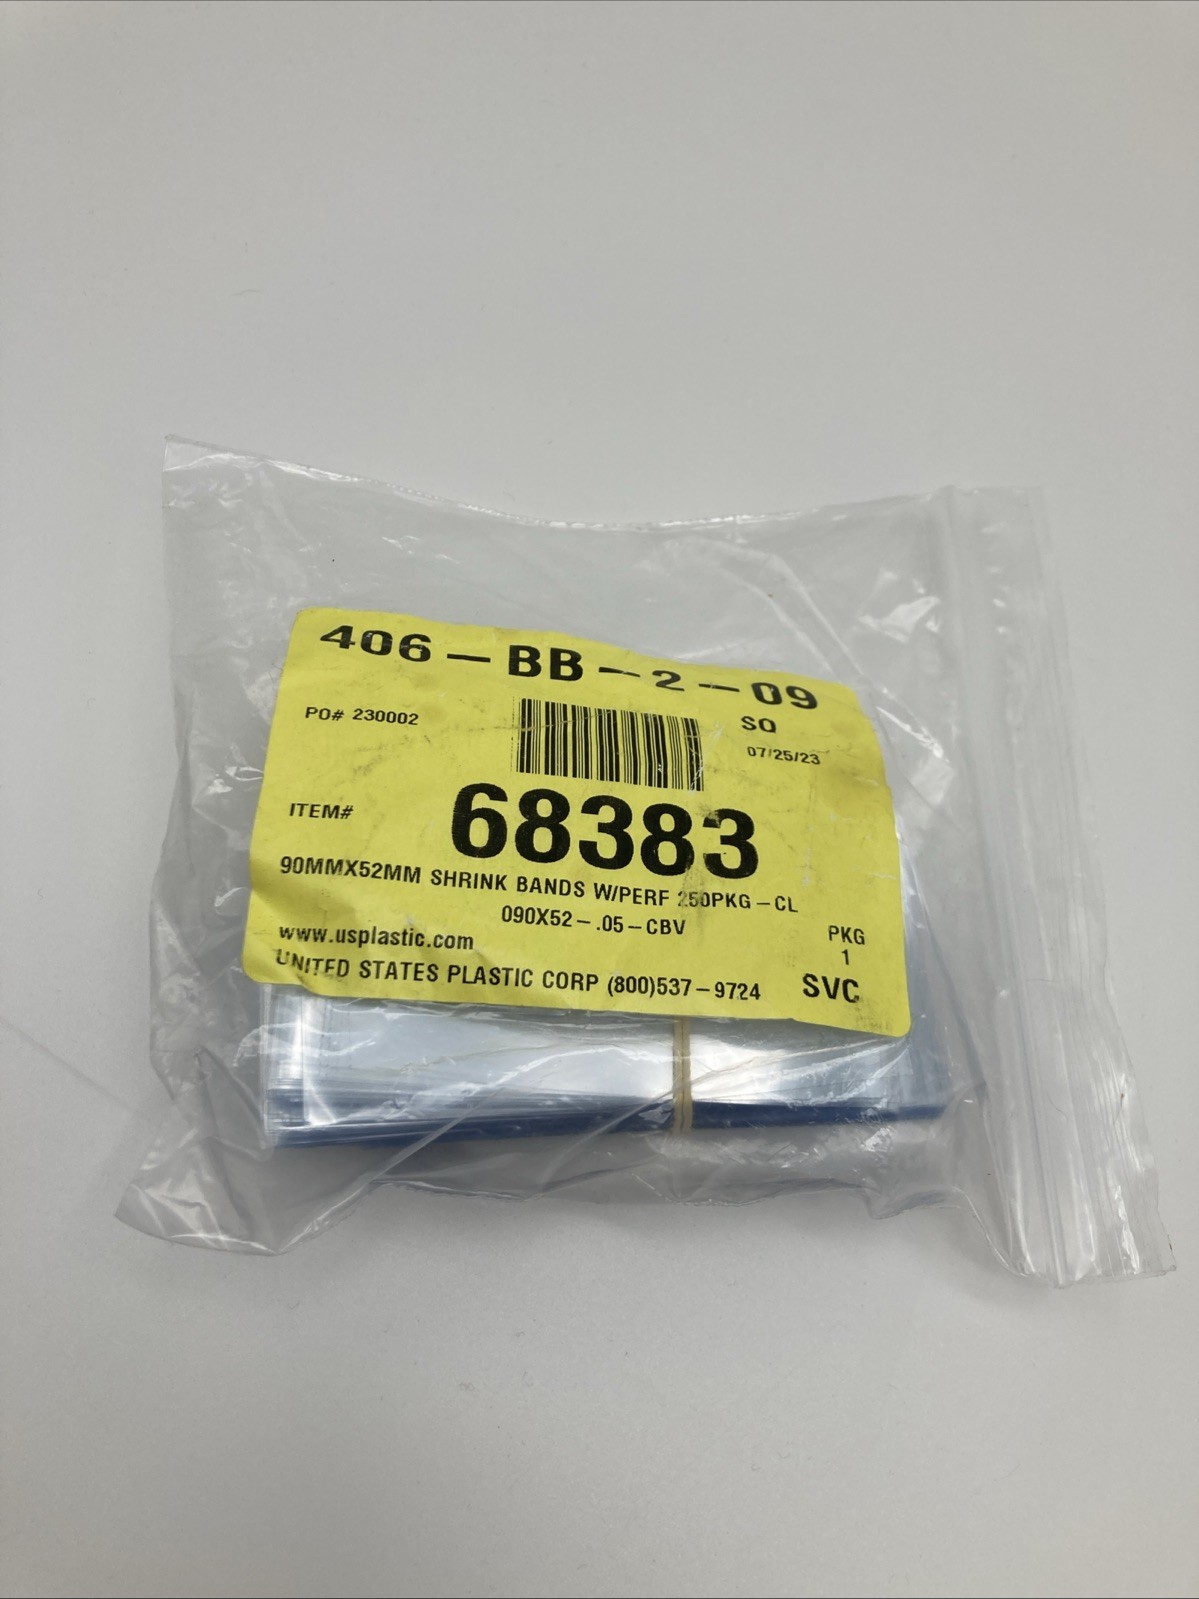 406-BB-2-09
PO# 230002
SQ
07/25/23
ITEM#
68383
90MMX52MM SHRINK BANDS W/PERF 250PKG-CL
090X52-.05-CBV
www.usplastic.com
PKG
1
UNITED STATES PLASTIC CORP (800)537-9724
SVC